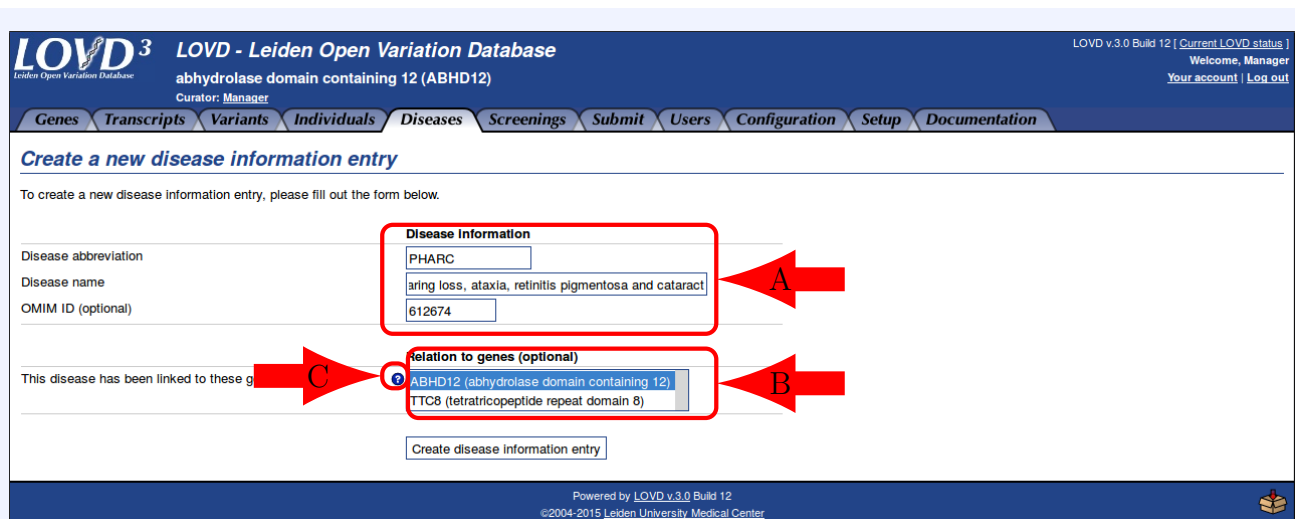 LOVD 3
Leiden Open Variation Database
LOVD - Leiden Open Variation Database
abhydrolase domain containing 12 (ABHD12)
Curator: Manager
LOVD v.3.0 Build 12 [ Current LOVD status ]
Welcome, Manager
Your account | Log out
Genes Transcripts Variants Individuals Diseases Screenings Submit Users Configuration Setup Documentation
Create a new disease information entry
To create a new disease information entry, please fill out the form below.
Disease information
Disease abbreviation PHARC
Disease name aring loss, ataxia, retinitis pigmentosa and cataract
A
OMIM ID (optional) 612674
Relation to genes (optional)
This disease has been linked to these g
C
? ABHD12 (abhydrolase domain containing 12)
B
TTC8 (tetratricopeptide repeat domain 8)
Create disease information entry
Powered by LOVD v.3.0 Build 12
©2004-2015 Leiden University Medical Center